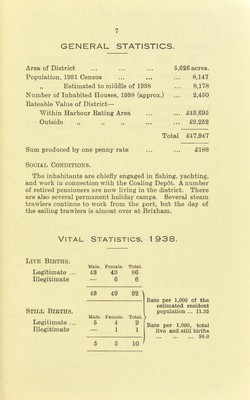 7
GENERAL STATISTICS.
Area of District ... ... ... 5,626 acres.
Population, 1931 Census ... ... ... 8,147
„ Estimated to middle of 1938 ... 8,178
Number of Inhabited Houses, 1938 (approx.) ... 2,450
Rateable Value of District—
Within Harbour Rating Area ... ... £43,695
Outside „ „ „ ... ... £3,252
Total £47,947
Sum produced by one penny rate ... ... £188
SOCIAL CONDITIONS.
The inhabitants are chiefly engaged in fishing, yachting,
and work in connection with the Coaling Depôt. A number
of retired pensioners are now living in the district. There
are also several permanent holiday camps. Several steam
trawlers continue to work from the port, but the day of
the sailing trawlers is almost over at Brixham.
VITAL STATISTICS, 1938.
LIVE BIRTHS.
Male. Female. Total.
Legitimate ... 43 43 86
Illegitimate — 6 6
43 49 92
Rate per 1,000 of the
estimated resident
population ... 11.35
STILL BIRTHS.
Male. Female. Total.
Legitimate ... 5 4 9
Illegitimate — 1 1
5 5 10
Rate per 1,000, total
live and still births
... ... ... 99.0